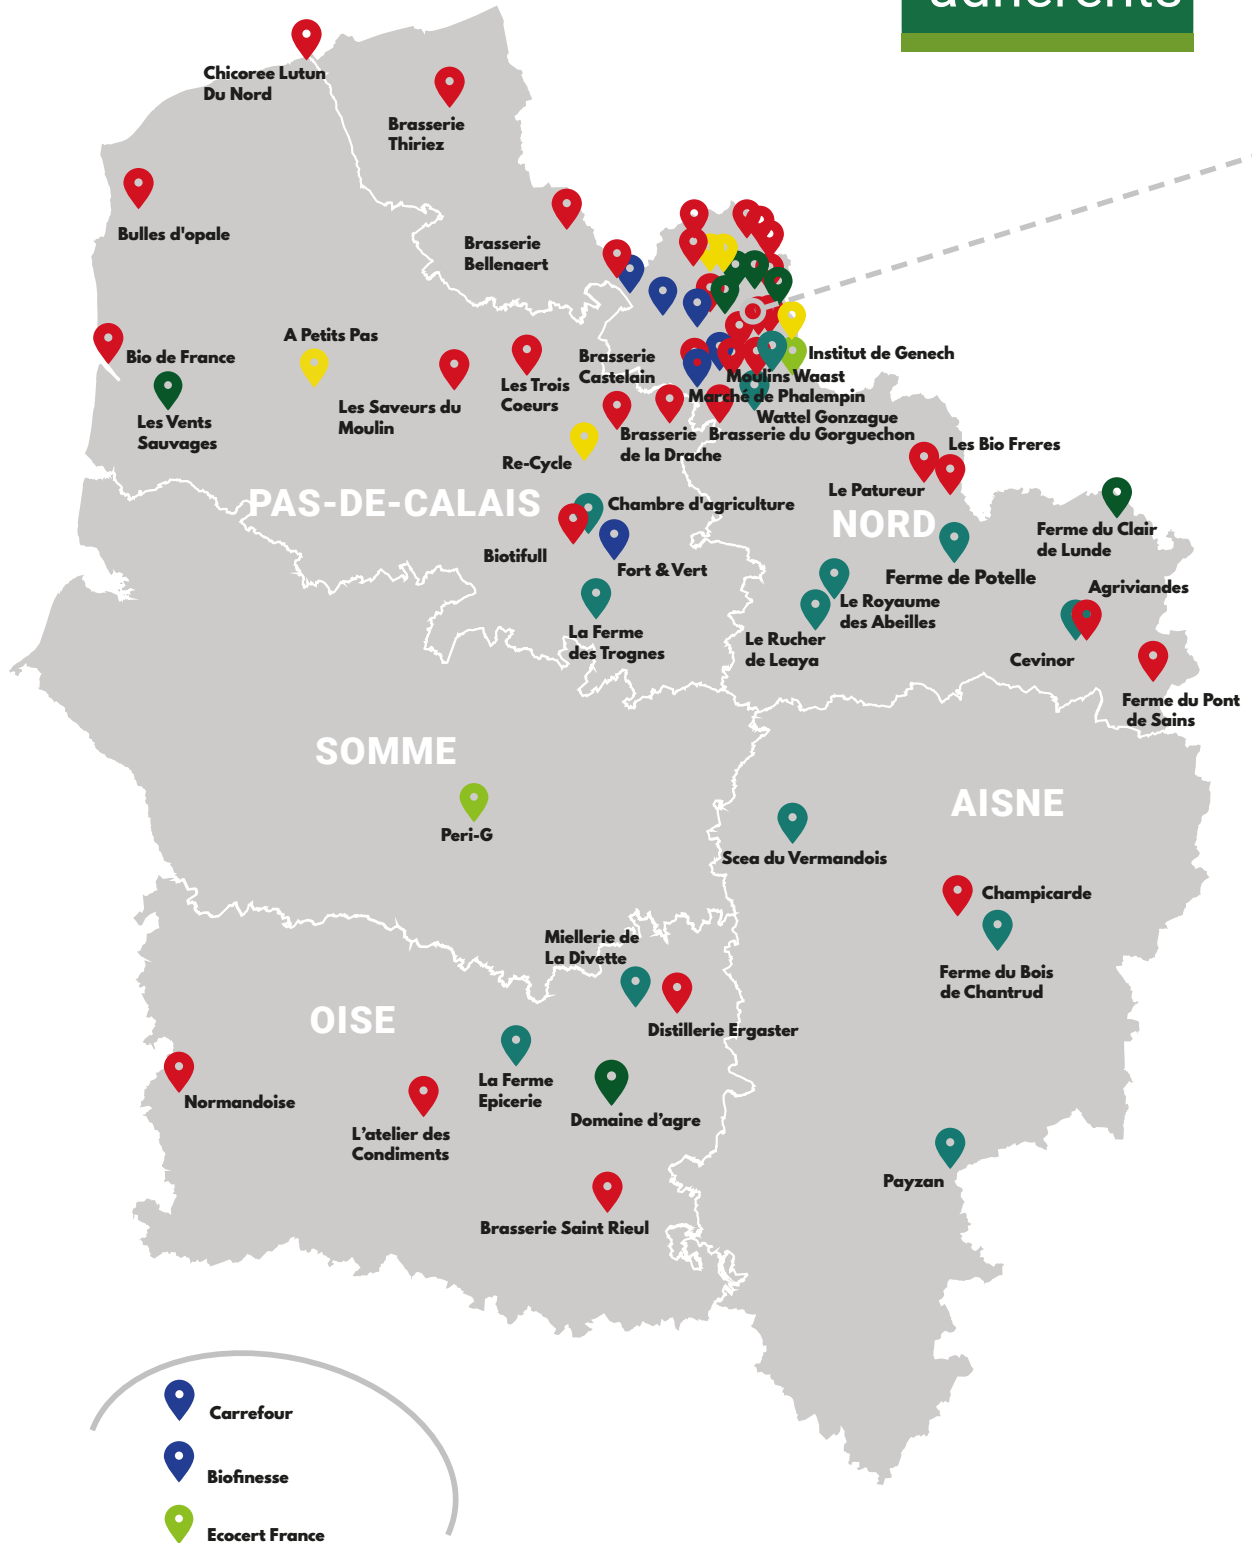 adhérents
Chicoree Lutun
Du Nord
Brasserie
Thiriez
Bulles d'opale
Brasserie
Bellenaert
A Petits Pas
Bio de France
Les Vents
Sauvages
Les Saveurs du
Moulin
Les Trois
Coeurs
Brasserie
Castelain
Institut de Genech
Moulins Waast
Marché de Phalempin
Wattel Gonzague
Brasserie
de la Drache
Brasserie du Gorguechon
Re-Cycle
Les Bio Freres
Le Patureur
PAS-DE-CALAIS
Chambre d'agriculture
NORD
Ferme du Clair
de Lunde
Biotifull
Fort & Vert
Ferme de Potelle
Agriviandes
Le Royaume
des Abeilles
La Ferme
des Trognes
Le Rucher
de Leaya
Cevinor
Ferme du Pont
de Sains
SOMME
AISNE
Peri-G
Scea du Vermandois
Champicarde
Miellerie de
La Divette
Ferme du Bois
de Chantrud
OISE
Distillerie Ergaster
La Ferme
Epicerie
Normandoise
Domaine d’agre
L’atelier des
Condiments
Payzan
Brasserie Saint Rieul
Carrefour
Biofinesse
Ecocert France